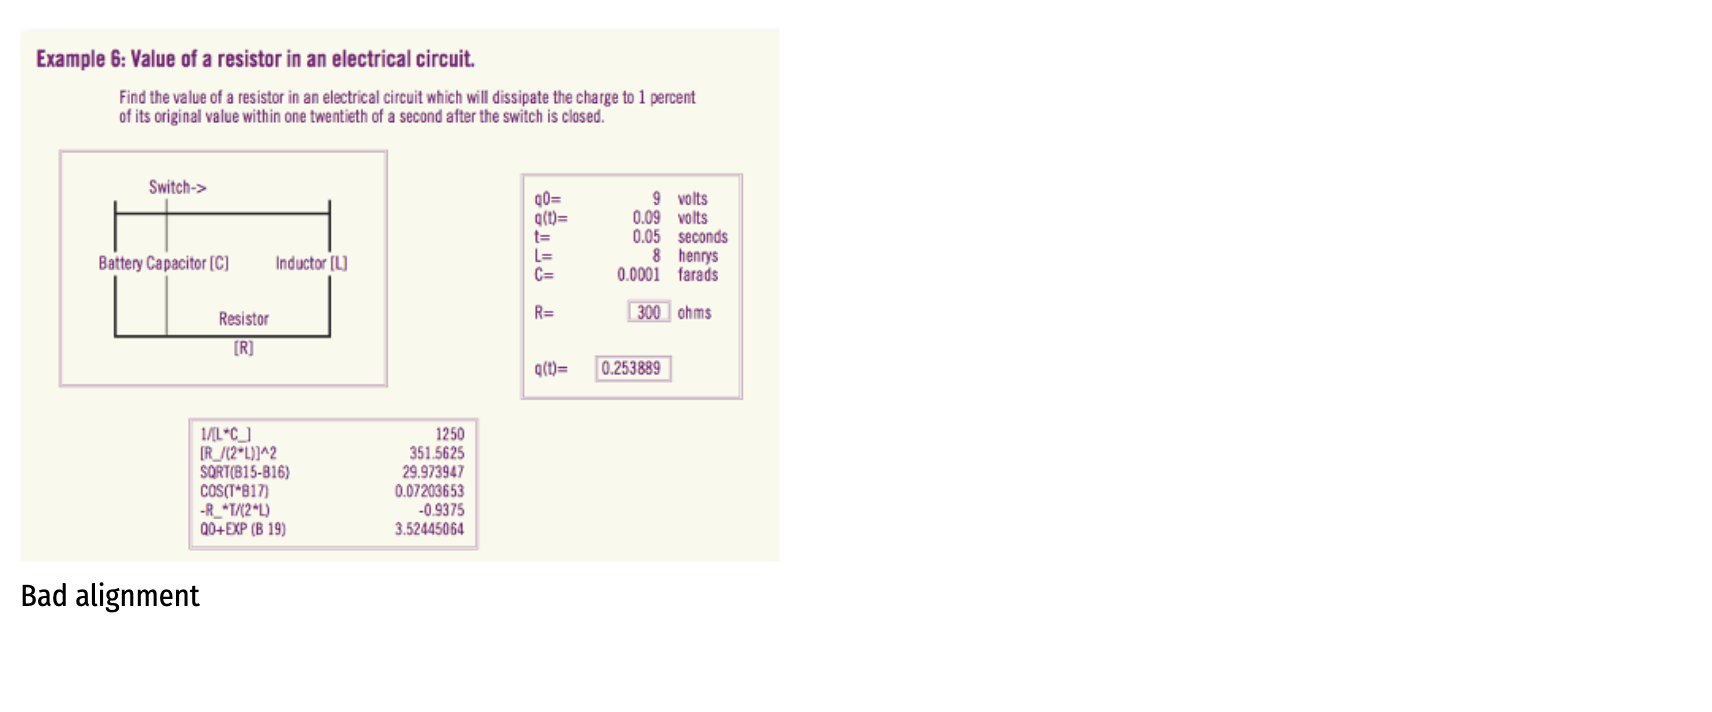 Example 6: Value of a resistor in an electrical circuit.
Find the value of a resistor in an electrical circuit which will dissipate the charge to 1 percent
of its original value within one twentieth of a second after the switch is closed.
Switch->
Battery Capacitor [C] Inductor [L]
Resistor
[R]
q0= 9 volts
q(t)= 0.09 volts
t= 0.05 seconds
L= 8 henrys
C= 0.0001 farads
R= 300 ohms
q(t)= 0.253889
1/[L*C_] 1250
[R_/(2*L)]^2 351.5625
SQRT(B15-B16) 29.973947
COS(T*B17) 0.07203653
-R_*T/(2*L) -0.9375
Q0+EXP (B 19) 3.52445064
Bad alignment